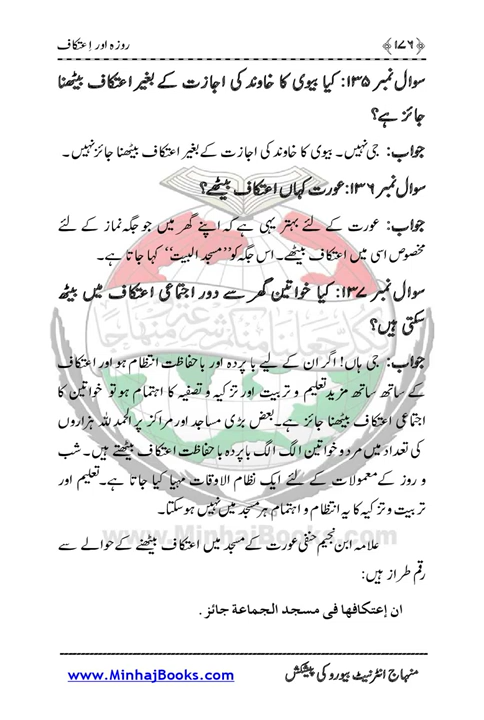 ﴿۱۷۶﴾ روزہ اور اِعتکاف
سوال نمبر ۱۳۵: کیا بیوی کا خاوند کی اجازت کے بغیر اعتکاف بیٹھنا
جائز ہے؟
جواب: جی نہیں۔ بیوی کا خاوند کی اجازت کے بغیر اعتکاف بیٹھنا جائز نہیں۔
سوال نمبر ۱۳۶: عورت کہاں اعتکاف بیٹھے؟
جواب: عورت کے لئے بہتر یہی ہے کہ اپنے گھر میں جو جگہ نماز کے لئے
مخصوص اسی میں اعتکاف بیٹھے۔ اس جگہ کو ’’مسجد البیت‘‘ کہا جاتا ہے۔
سوال نمبر ۱۳۷: کیا خواتین گھر سے دور اجتماعی اعتکاف میں بیٹھ
سکتی ہیں؟
جواب: جی ہاں! اگر ان کے لیے باپردہ اور باحفاظت انتظام ہو اور اعتکاف
کے ساتھ ساتھ مزید تعلیم و تربیت اور تزکیہ و تصفیہ کا اہتمام ہو تو خواتین کا
اجتماعی اعتکاف بیٹھنا جائز ہے۔ بعض بڑی مساجد اور مراکز پر الحمد للہ ہزاروں
کی تعداد میں مرد و خواتین الگ الگ باپردہ باحفاظت اعتکاف بیٹھتے ہیں۔ شب
و روز کے معمولات کے لئے ایک نظام الاوقات مہیا کیا جاتا ہے۔ تعلیم اور
تربیت و تزکیہ کا یہ انتظام و اہتمام ہر مسجد میں نہیں ہو سکتا۔
www.MinhajBooks.com
علامہ ابن نجیم حنفی عورت کے مسجد میں اعتکاف بیٹھنے کے حوالے سے
رقم طراز ہیں:
ان إعتکافها فی مسجد الجماعة جائز .
منہاج انٹرنیٹ بیورو کی پیشکش www.MinhajBooks.com